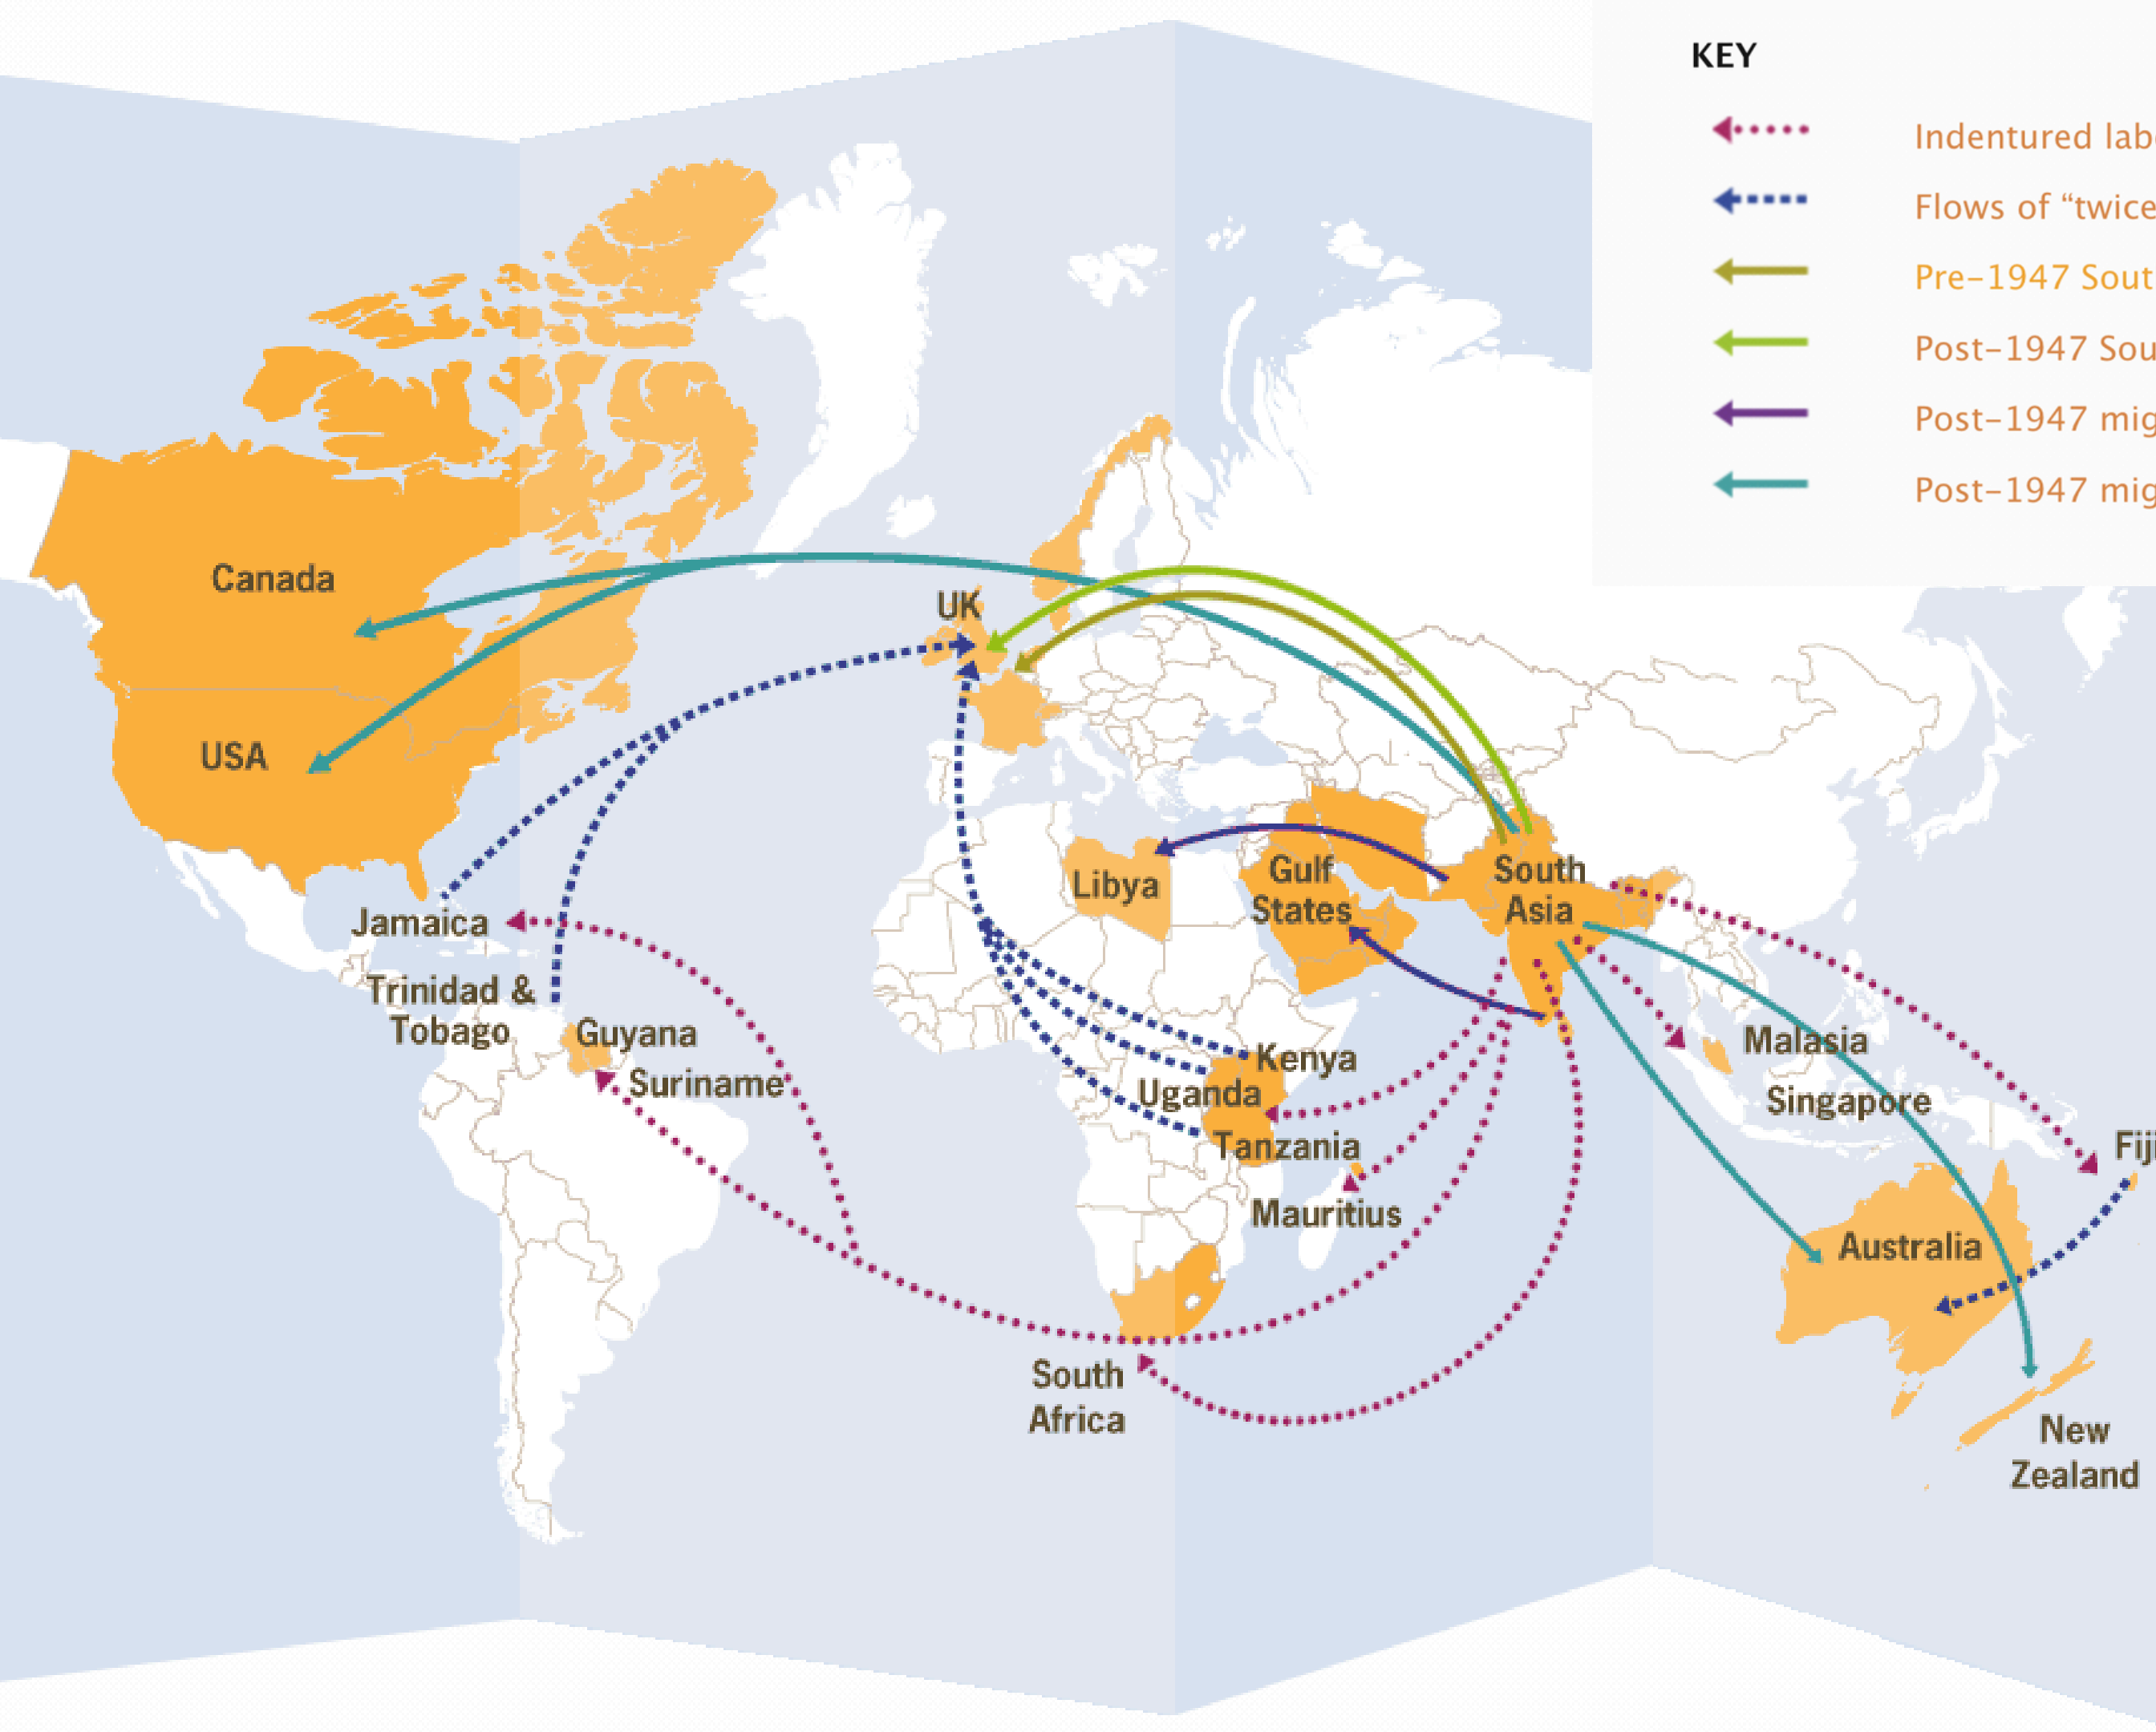 KEY
Indentured lab
Flows of “twice
Pre-1947 Sout
Post-1947 Sou
Post-1947 mig
Post-1947 mig
Canada
UK
USA
Libya
Gulf
States
South
Asia
Jamaica
Trinidad &
Tobago
Guyana
Suriname
Kenya
Uganda
Tanzania
Mauritius
Malasia
Singapore
Fiji
Australia
South
Africa
New
Zealand